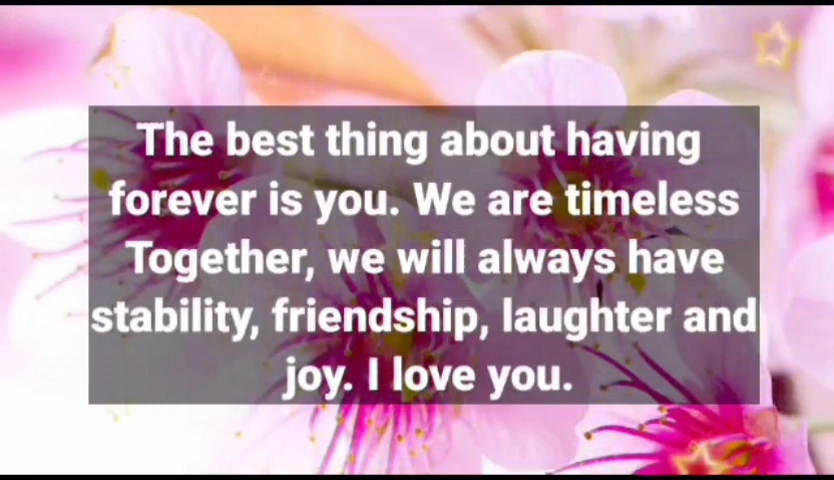 The best thing about having
forever is you. We are timeless
Together, we will always have
stability, friendship, laughter and
joy. I love you.